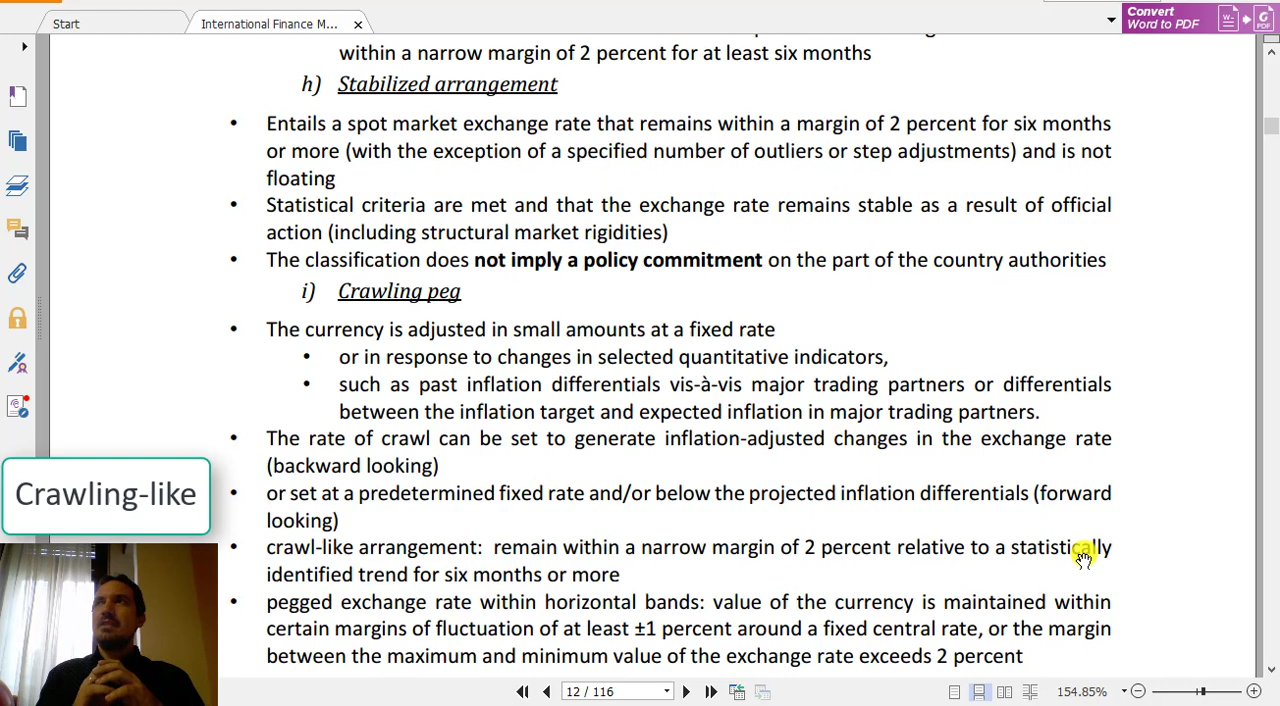 Start
International Finance M...
Convert
Word to PDF
within a narrow margin of 2 percent for at least six months
h) Stabilized arrangement
• Entails a spot market exchange rate that remains within a margin of 2 percent for six months
or more (with the exception of a specified number of outliers or step adjustments) and is not
floating
• Statistical criteria are met and that the exchange rate remains stable as a result of official
action (including structural market rigidities)
• The classification does not imply a policy commitment on the part of the country authorities
i) Crawling peg
• The currency is adjusted in small amounts at a fixed rate
• or in response to changes in selected quantitative indicators,
• such as past inflation differentials vis-à-vis major trading partners or differentials
between the inflation target and expected inflation in major trading partners.
• The rate of crawl can be set to generate inflation-adjusted changes in the exchange rate
(backward looking)
• or set at a predetermined fixed rate and/or below the projected inflation differentials (forward
looking)
• crawl-like arrangement: remain within a narrow margin of 2 percent relative to a statistically
identified trend for six months or more
• pegged exchange rate within horizontal bands: value of the currency is maintained within
certain margins of fluctuation of at least ±1 percent around a fixed central rate, or the margin
between the maximum and minimum value of the exchange rate exceeds 2 percent
Crawling-like
12 / 116
154.85%